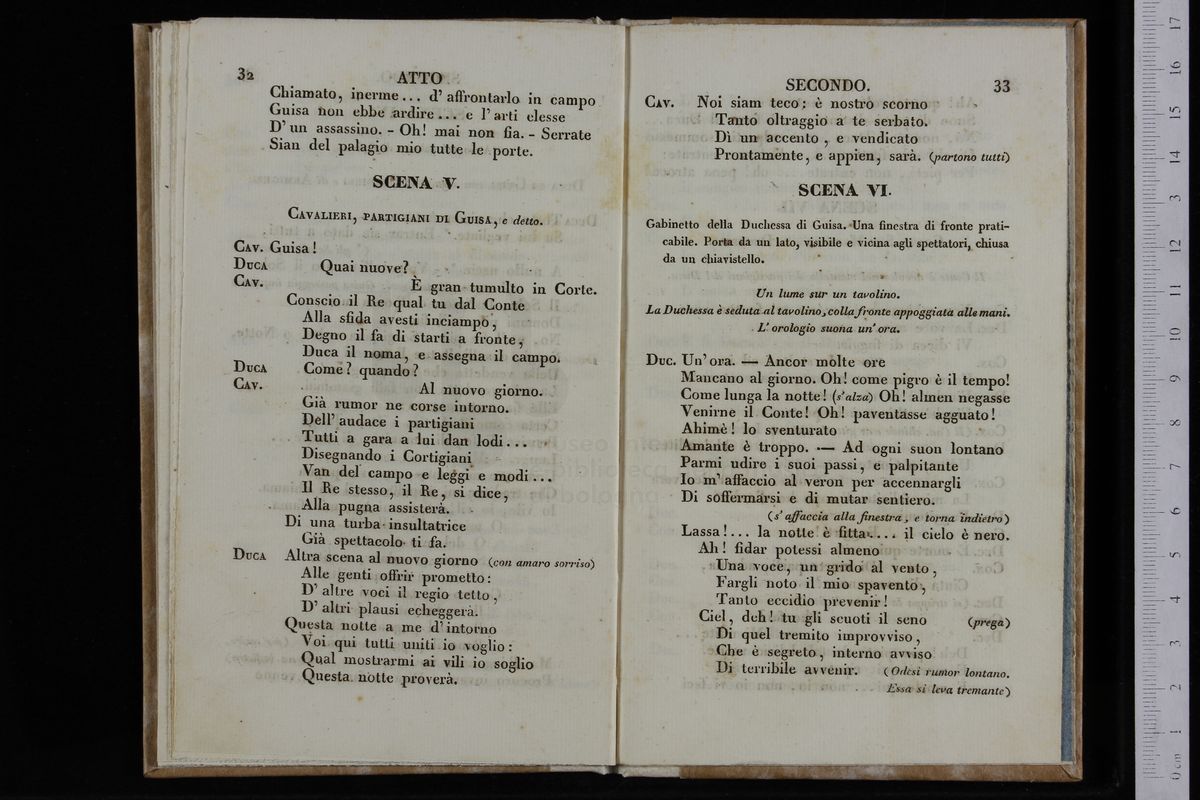 32 ATTO
Chiamato, inerme... d'affrontarlo in campo
Guisa non ebbe ardire... e l'arti elesse
D'un assassino. - Oh! mai non fia. - Serrate
Sian del palagio mio tutte le porte.
SCENA V.
CAVALIERI, PARTIGIANI DI GUISA, e detto.
CAV. Guisa!
DUCA Quai nuove?
CAV. È gran tumulto in Corte.
Conscio il Re qual tu dal Conte
Alla sfida avesti inciampo,
Degno il fa di starti a fronte,
Duca il noma, e assegna il campo.
DUCA Come? quando?
CAV. Al nuovo giorno.
Già rumor ne corse intorno.
Dell'audace i partigiani
Tutti a gara a lui dan lodi...
Disegnando i Cortigiani
Van del campo e leggi e modi...
Il Re stesso, il Re, si dice,
Alla pugna assisterà.
Di una turba insultatrice
Già spettacolo ti fa.
DUCA Altra scena al nuovo giorno (con amaro sorriso)
Alle genti offrir prometto:
D'altre voci il regio tetto,
D'altri plausi echeggerà.
Questa notte a me d'intorno
Voi qui tutti uniti io voglio:
Qual mostrarmi ai vili io soglio
Questa notte proverà.
SECONDO. 33
CAV. Noi siam teco: è nostro scorno
Tanto oltraggio a te serbato.
Dì un accento, e vendicato
Prontamente, e appien, sarà. (partono tutti)
SCENA VI.
Gabinetto della Duchessa di Guisa. Una finestra di fronte prati-
cabile. Porta da un lato, visibile e vicina agli spettatori, chiusa
da un chiavistello.
Un lume sur un tavolino.
La Duchessa è seduta al tavolino, colla fronte appoggiata alle mani.
L'orologio suona un'ora.
DUC. Un'ora. — Ancor molte ore
Mancano al giorno. Oh! come pigro è il tempo!
Come lunga la notte! (s'alza) Oh! almen negasse
Venirne il Conte! Oh! paventasse agguato!
Ahimè! lo sventurato
Amante è troppo. — Ad ogni suon lontano
Parmi udire i suoi passi, e palpitante
Io m'affaccio al veron per accennargli
Di soffermarsi e di mutar sentiero.
(s'affaccia alla finestra, e torna indietro)
Lassa!... la notte è fitta.... il cielo è nero.
Ah! fidar potessi almeno
Una voce, un grido al vento,
Fargli noto il mio spavento,
Tanto eccidio prevenir!
Ciel, deh! tu gli scuoti il seno (prega)
Di quel tremito improvviso,
Che è segreto, interno avviso
Di terribile avvenir. (Odesi rumor lontano.
Essa si leva tremante)